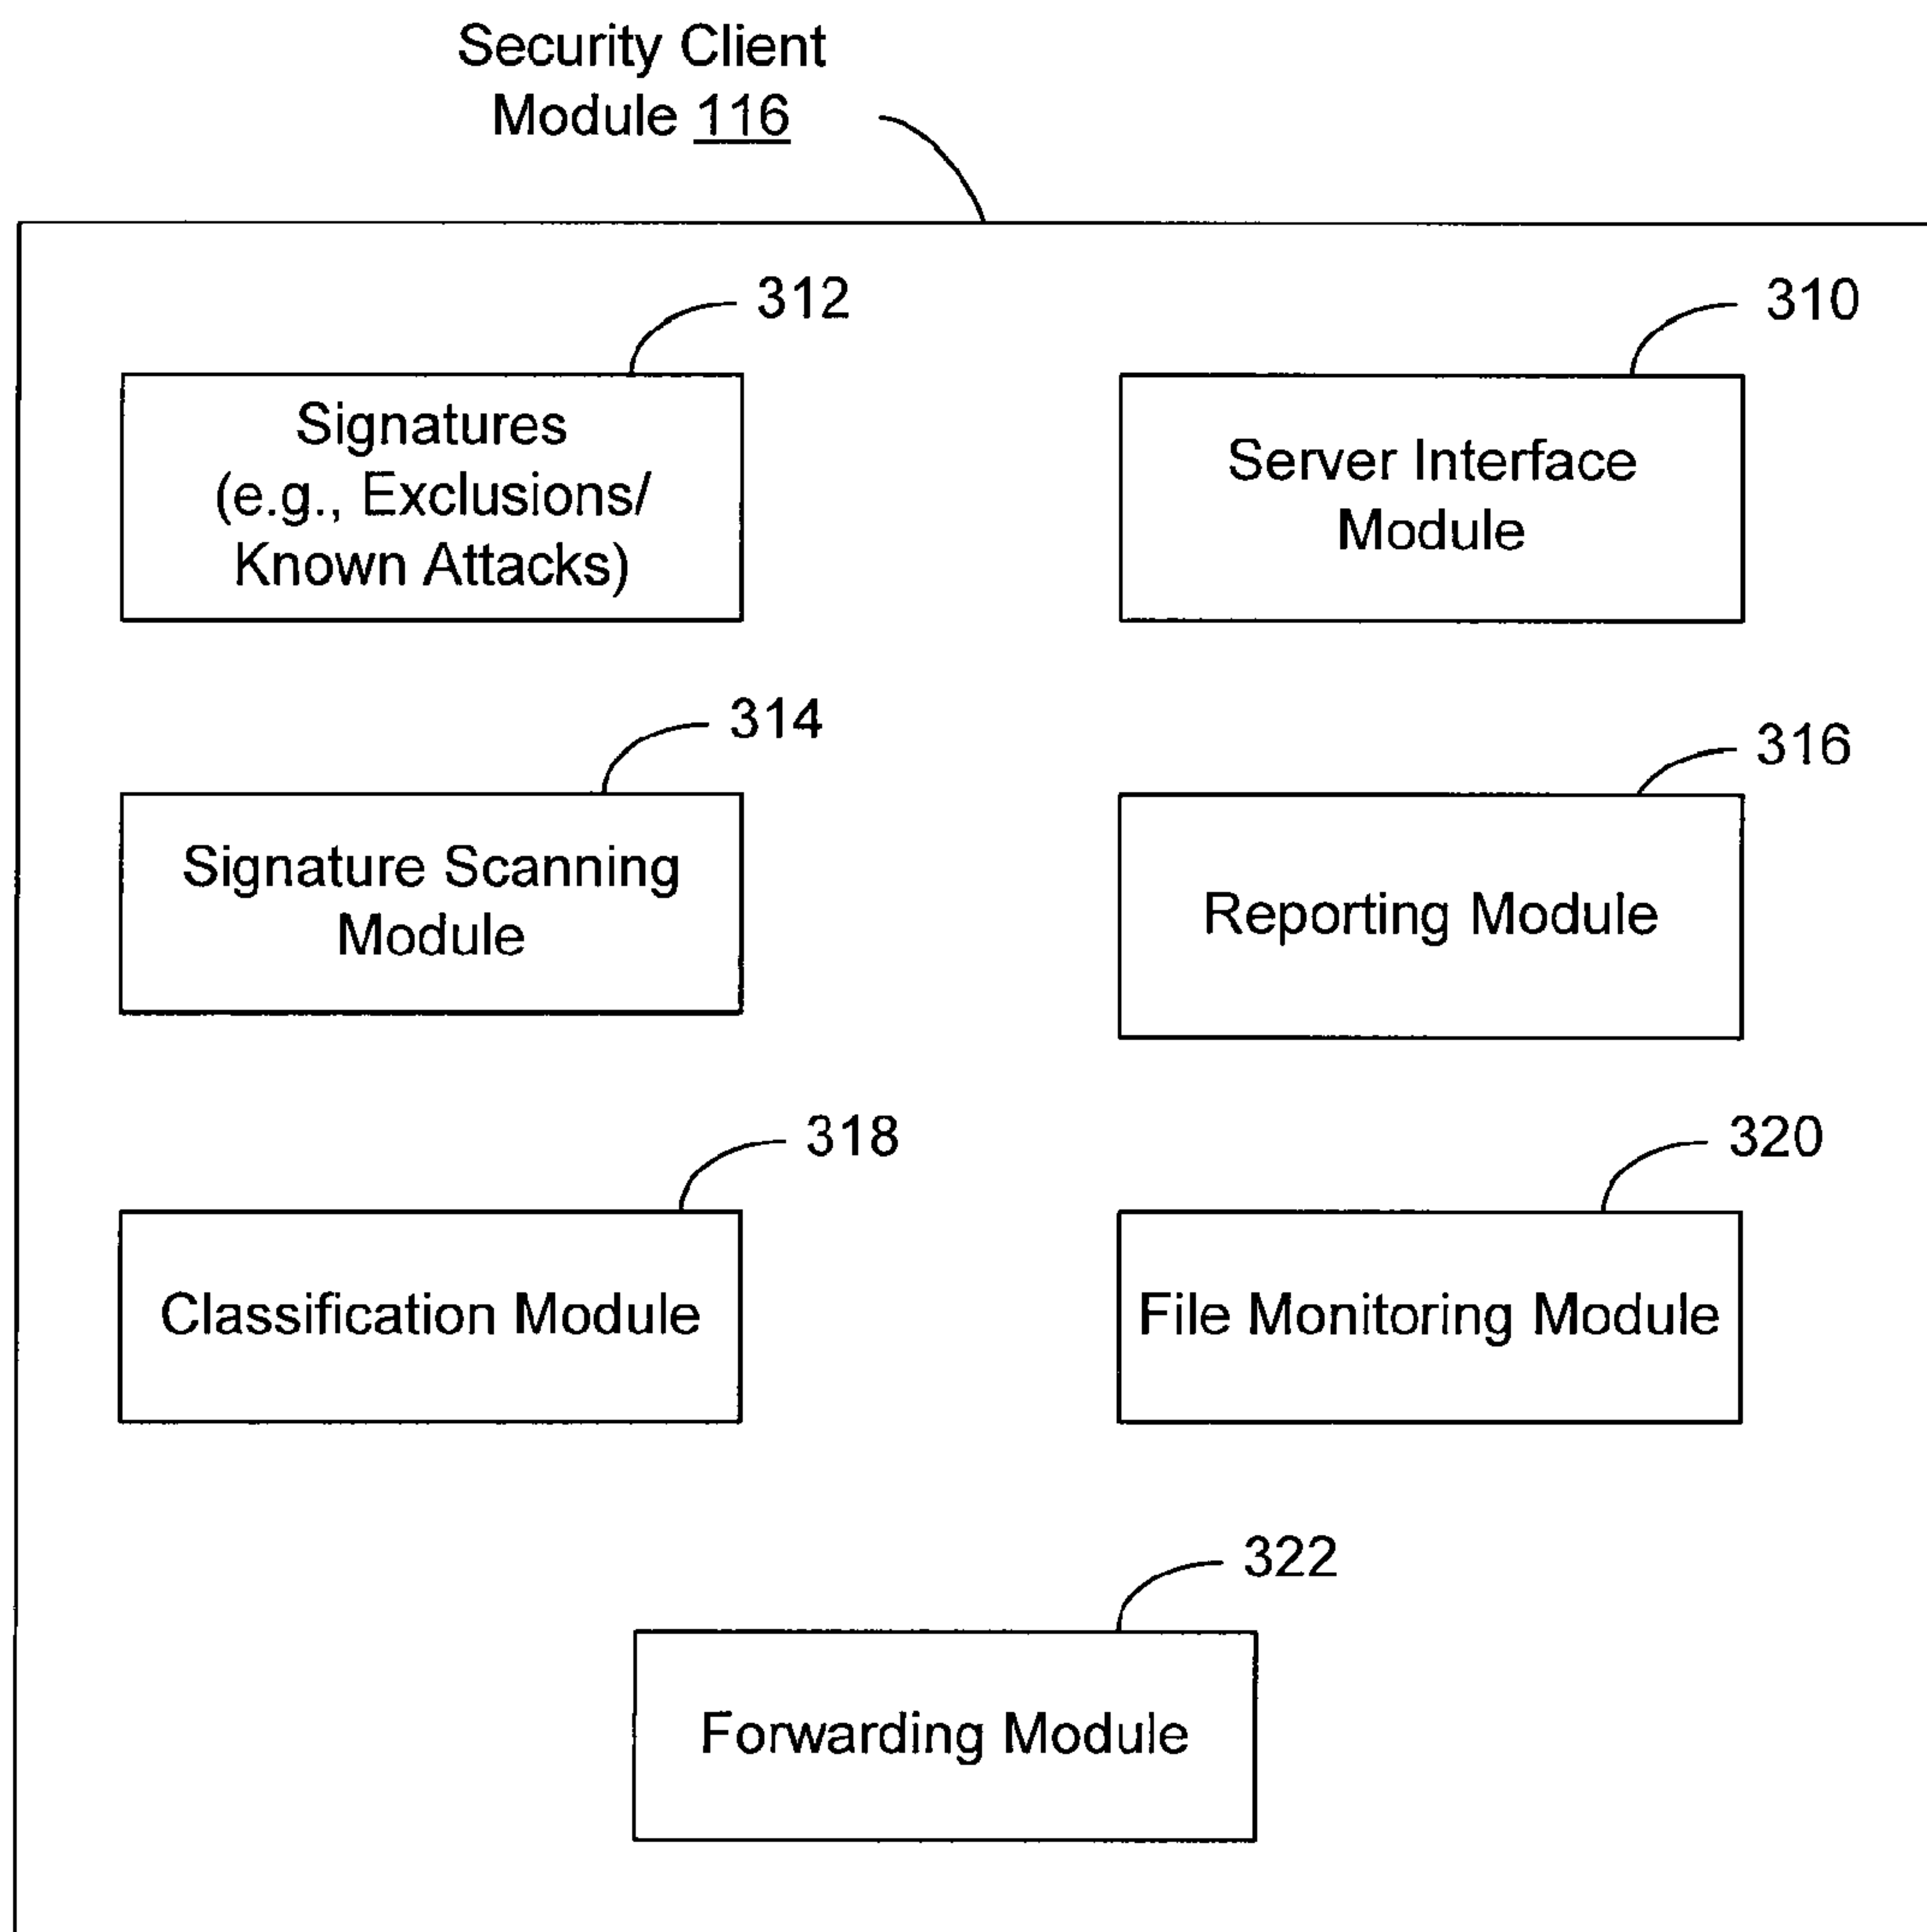 Security Client
Module 116
312
310
Signatures
(e.g., Exclusions/
Known Attacks)
Server Interface
Module
314
316
Signature Scanning
Module
Reporting Module
318
320
Classification Module
File Monitoring Module
322
Forwarding Module